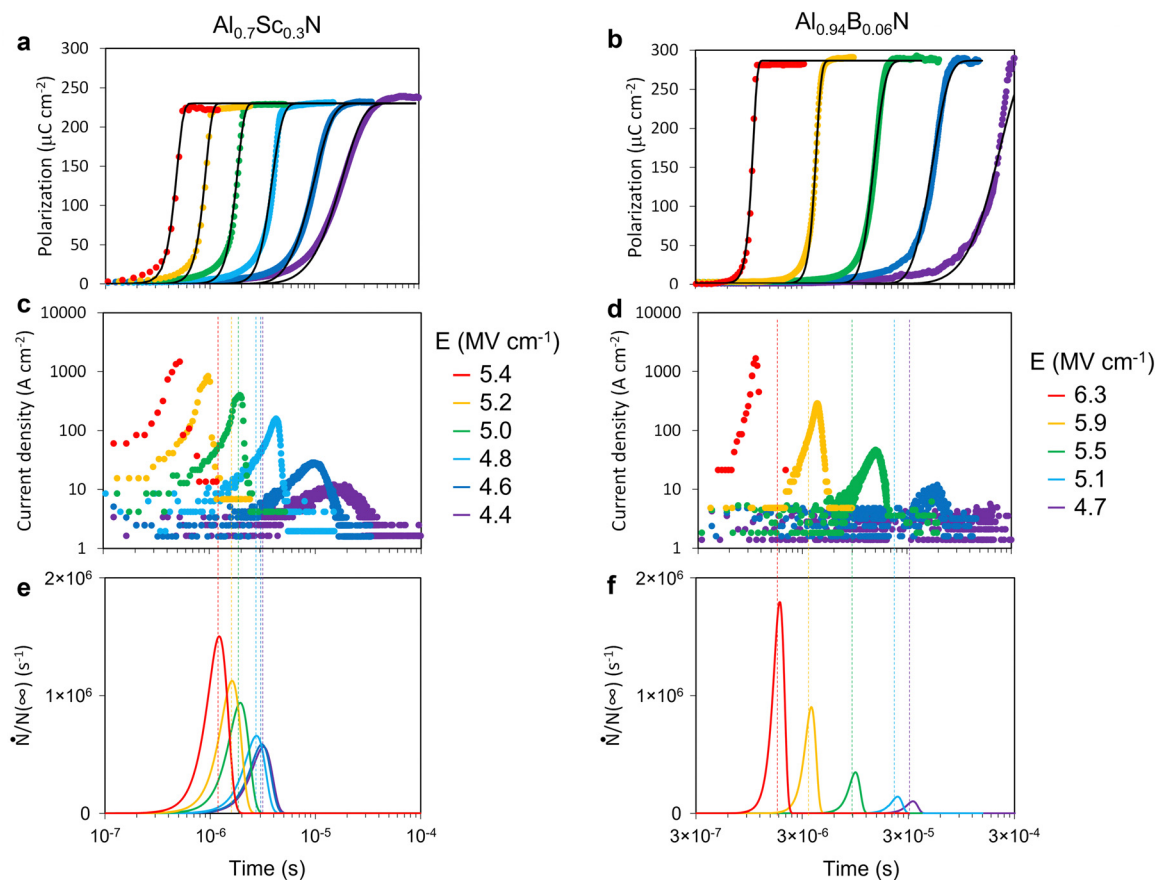 Al0.7Sc0.3N
Al0.94B0.06N
a
b
Polarization (μC cm-2)
300
250
200
150
100
50
0
Polarization (μC cm-2)
300
250
200
150
100
50
0
c
d
Current density (A cm-2)
10000
1000
100
10
1
E (MV cm-1)
5.4
5.2
5.0
4.8
4.6
4.4
Current density (A cm-2)
10000
1000
100
10
1
E (MV cm-1)
6.3
5.9
5.5
5.1
4.7
e
f
Ṅ/N(∞) (s-1)
2×10^6
1×10^6
0
10-7
10-6
10-5
10-4
Time (s)
Ṅ/N(∞) (s-1)
2×10^6
1×10^6
0
3×10-7
3×10-6
3×10-5
3×10-4
Time (s)